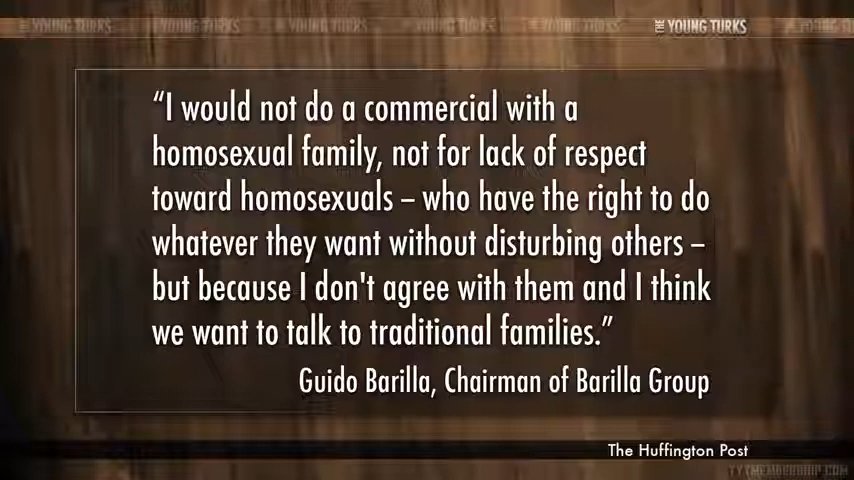 THE YOUNG TURKS
“I would not do a commercial with a
homosexual family, not for lack of respect
toward homosexuals – who have the right to do
whatever they want without disturbing others –
but because I don't agree with them and I think
we want to talk to traditional families.”
Guido Barilla, Chairman of Barilla Group
The Huffington Post
TYTMEMBERSHIP.COM